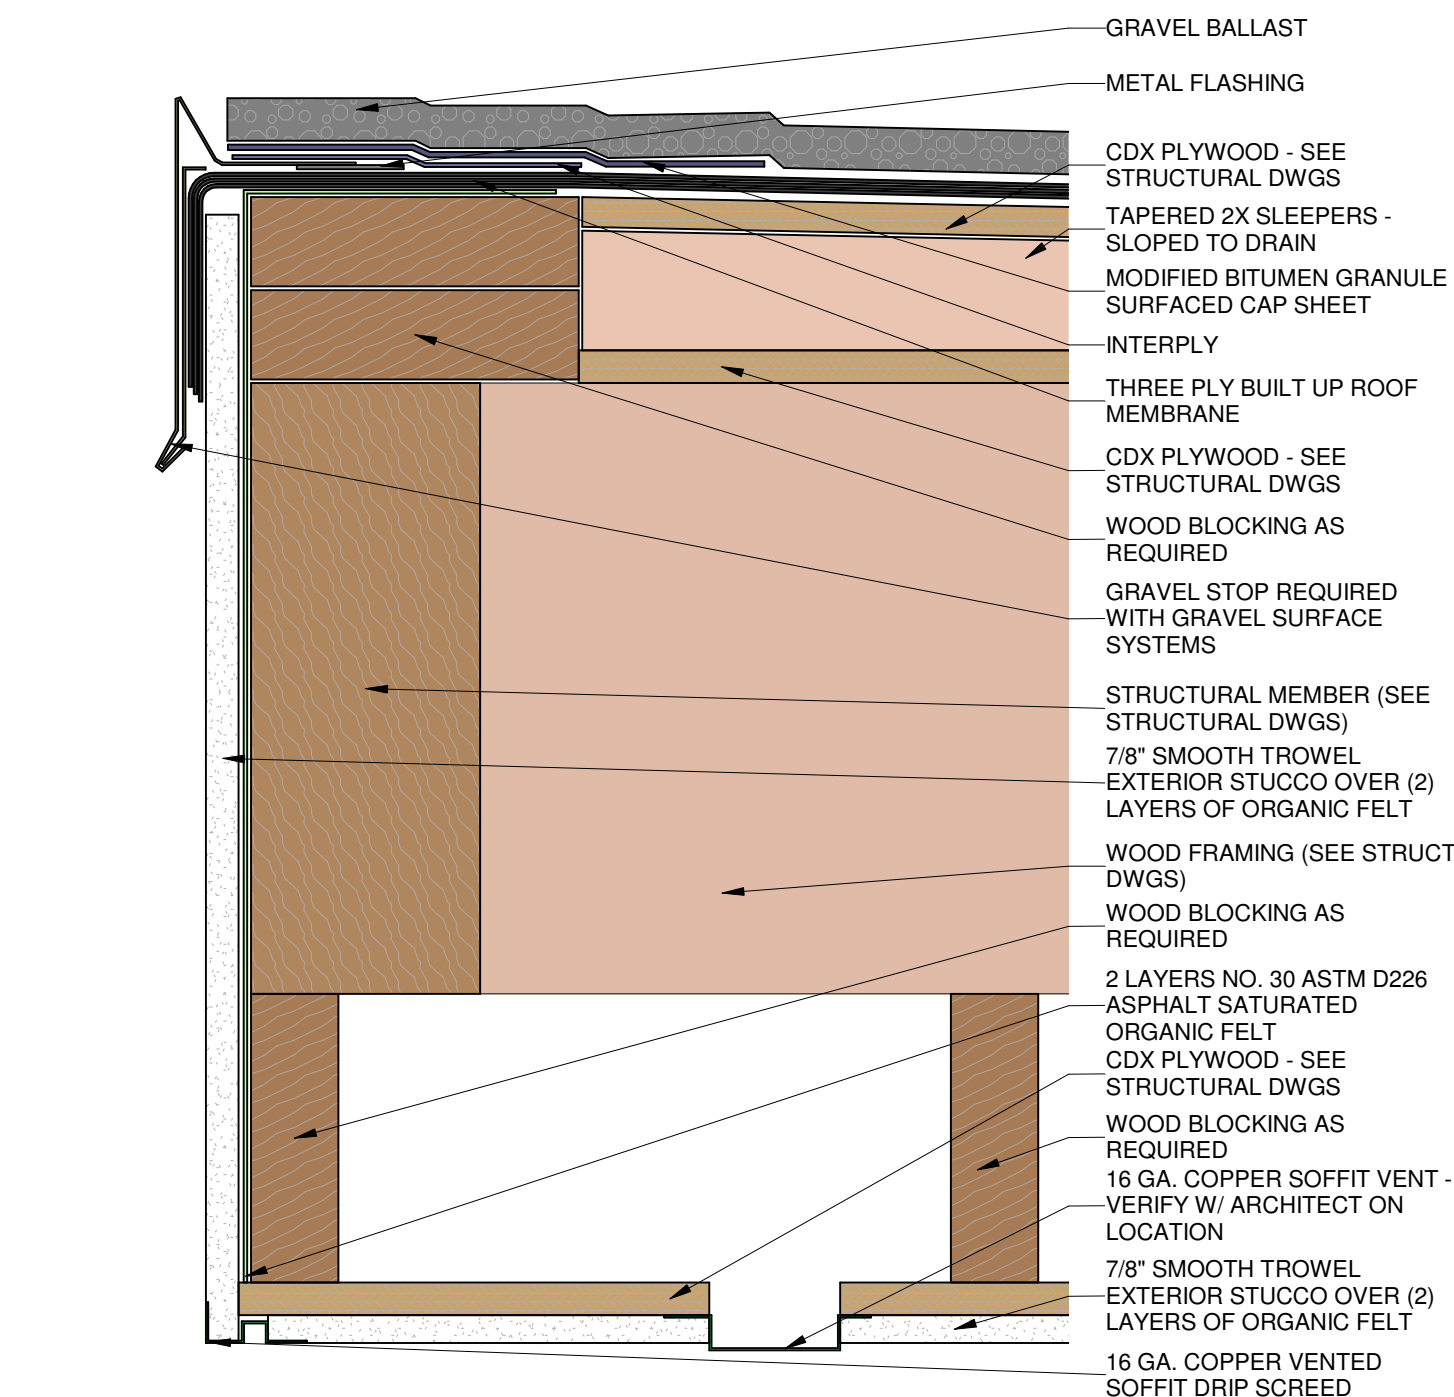 GRAVEL BALLAST
METAL FLASHING
CDX PLYWOOD - SEE
STRUCTURAL DWGS
TAPERED 2X SLEEPERS -
SLOPED TO DRAIN
MODIFIED BITUMEN GRANULE
SURFACED CAP SHEET
INTERPLY
THREE PLY BUILT UP ROOF
MEMBRANE
CDX PLYWOOD - SEE
STRUCTURAL DWGS
WOOD BLOCKING AS
REQUIRED
GRAVEL STOP REQUIRED
WITH GRAVEL SURFACE
SYSTEMS
STRUCTURAL MEMBER (SEE
STRUCTURAL DWGS)
7/8" SMOOTH TROWEL
EXTERIOR STUCCO OVER (2)
LAYERS OF ORGANIC FELT
WOOD FRAMING (SEE STRUCT
DWGS)
WOOD BLOCKING AS
REQUIRED
2 LAYERS NO. 30 ASTM D226
ASPHALT SATURATED
ORGANIC FELT
CDX PLYWOOD - SEE
STRUCTURAL DWGS
WOOD BLOCKING AS
REQUIRED
16 GA. COPPER SOFFIT VENT -
VERIFY W/ ARCHITECT ON
LOCATION
7/8" SMOOTH TROWEL
EXTERIOR STUCCO OVER (2)
LAYERS OF ORGANIC FELT
16 GA. COPPER VENTED
SOFFIT DRIP SCREED